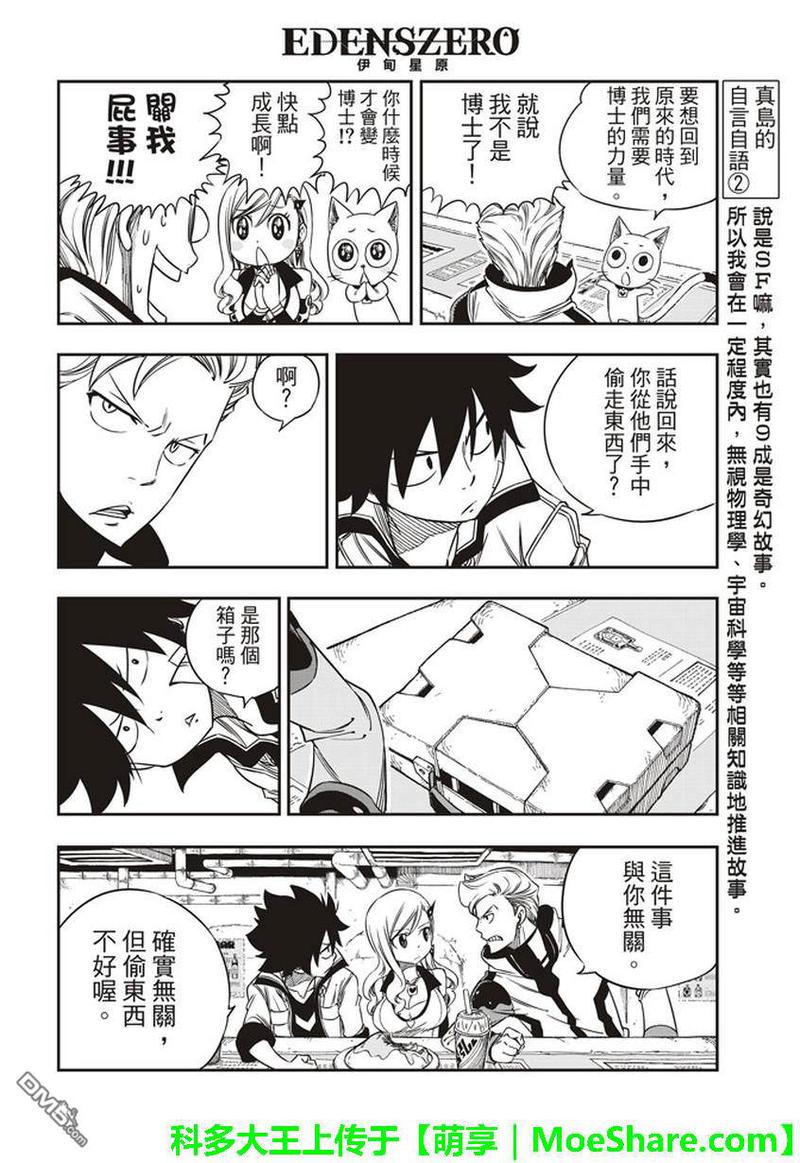 EDENSZERO
伊甸星原
真島的
自言自語②
說是SF嘛，其實也有9成是奇幻故事。
所以我會在一定程度內，無視物理學、宇宙科學等等相關知識地推進故事。
要想回到
原來的時代，
我們需要
博士的力量。
就說
我不是
博士了！
你什麼時候
才會變
博士!?
快點
成長啊！
關我
屁事!!!
話說回來，
你從他們手中
偷走東西了？
啊？
是那個
箱子嗎？
這件事
與你無關。
確實無關，
但偷東西
不好喔。
BAR
DM5.com
科多大王上传于【萌享｜MoeShare.com】